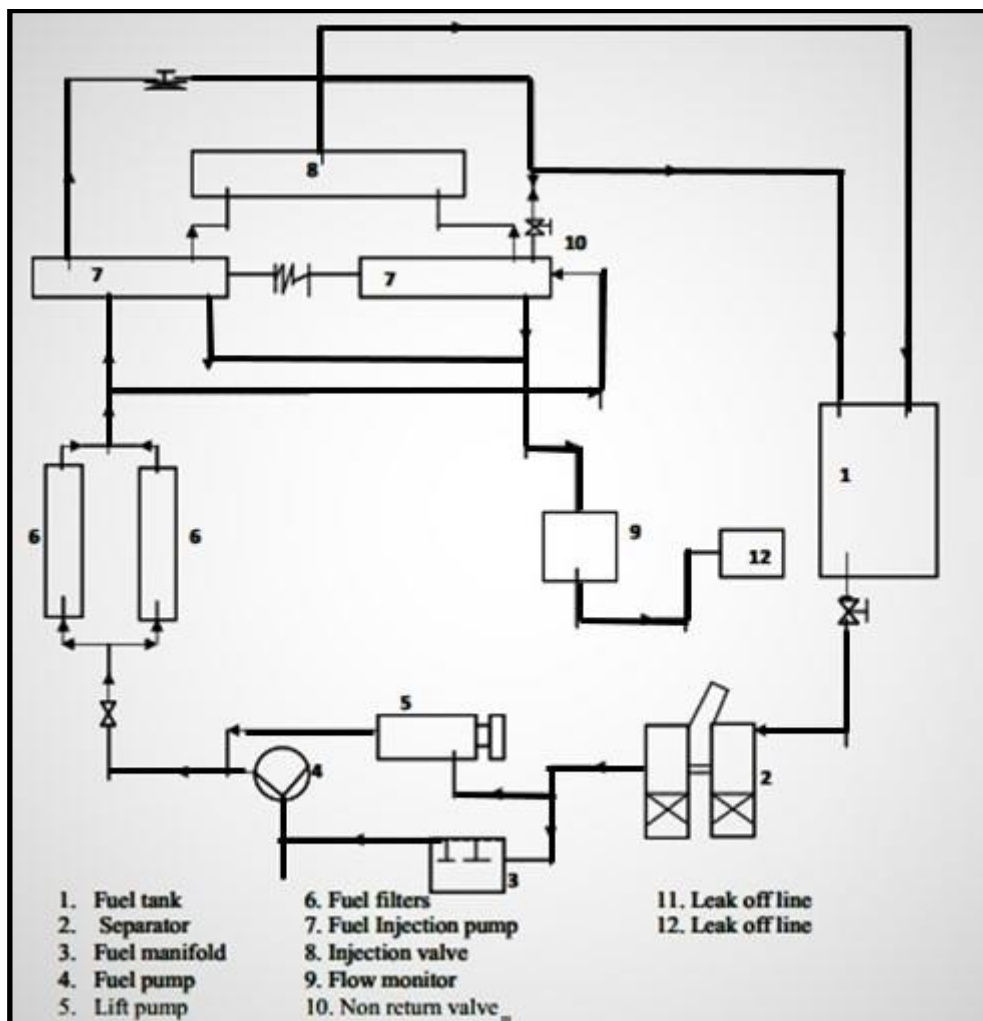 8
10
7
7
1
6
6
9
12
5
4
2
3
1. Fuel tank
2. Separator
3. Fuel manifold
4. Fuel pump
5. Lift pump
6. Fuel filters
7. Fuel Injection pump
8. Injection valve
9. Flow monitor
10. Non return valve
11. Leak off line
12. Leak off line